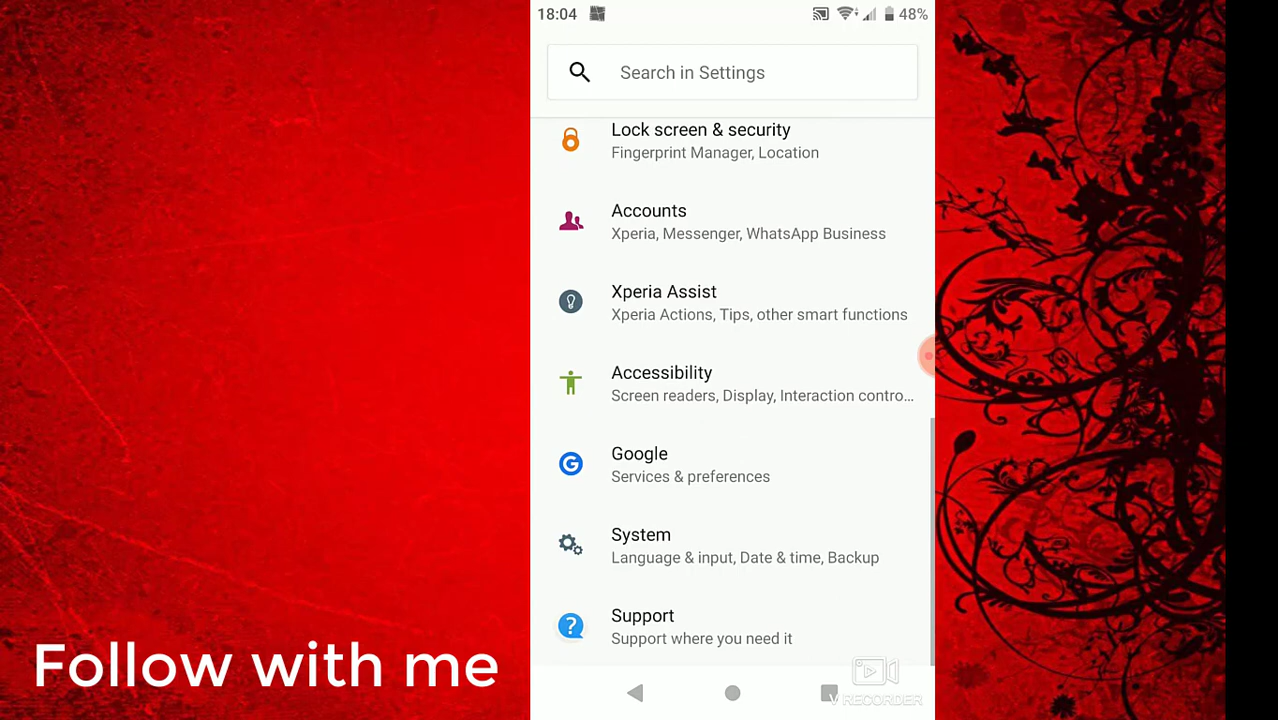 18:04
48%
Search in Settings
Lock screen & security
Fingerprint Manager, Location
Accounts
Xperia, Messenger, WhatsApp Business
Xperia Assist
Xperia Actions, Tips, other smart functions
Accessibility
Screen readers, Display, Interaction contro...
Google
Services & preferences
System
Language & input, Date & time, Backup
Support
Support where you need it
V RECORDER
Follow with me